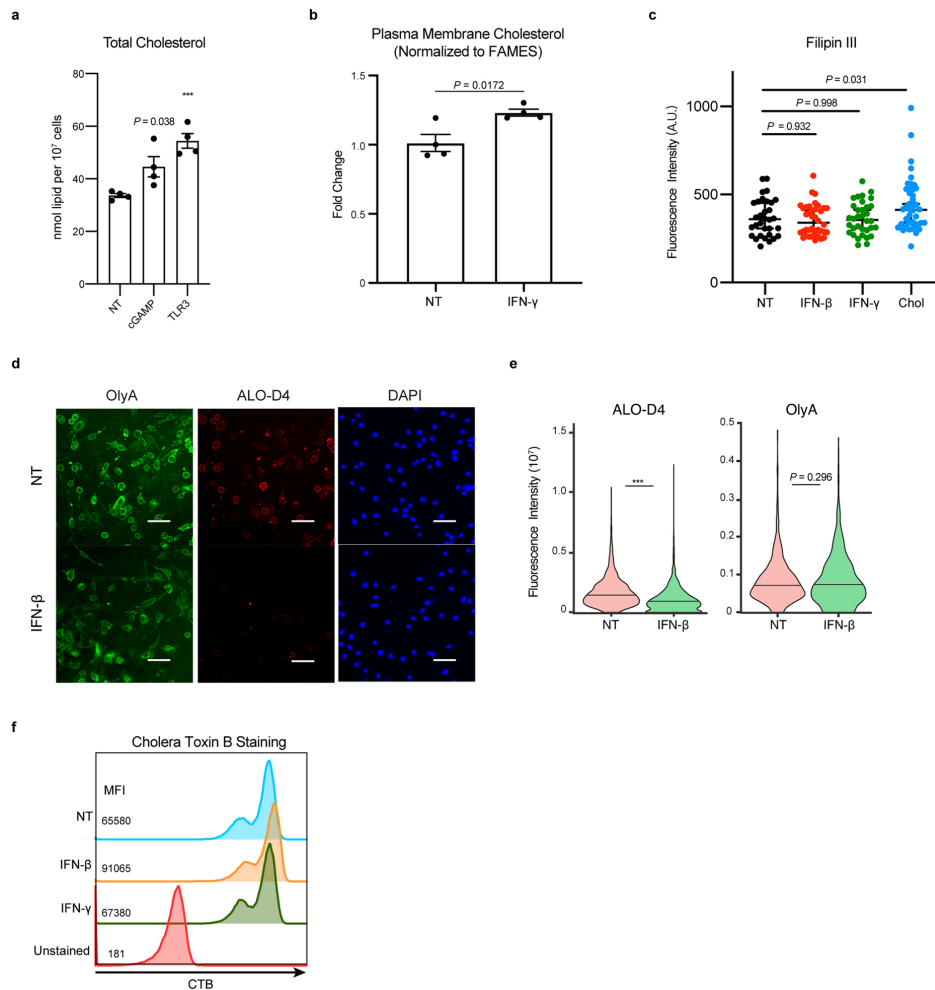 a
Total Cholesterol
nmol lipid per 10⁷ cells
80
60
40
20
0
P = 0.038
***
NT
cGAMP
TLR3
b
Plasma Membrane Cholesterol
(Normalized to FAMES)
Fold Change
1.5
1.0
0.5
0.0
P = 0.0172
NT
IFN-γ
c
Filipin III
Fluorescence Intensity (A.U.)
1000
500
0
P = 0.031
P = 0.998
P = 0.932
NT
IFN-β
IFN-γ
Chol
d
OlyA
ALO-D4
DAPI
NT
IFN-β
e
ALO-D4
Fluorescence Intensity (10⁷)
1.5
1.0
0.5
0
***
NT
IFN-β
OlyA
0.5
0.4
0.3
0.2
0.1
0
P = 0.296
NT
IFN-β
f
Cholera Toxin B Staining
MFI
NT
65580
IFN-β
91065
IFN-γ
67380
Unstained
181
CTB